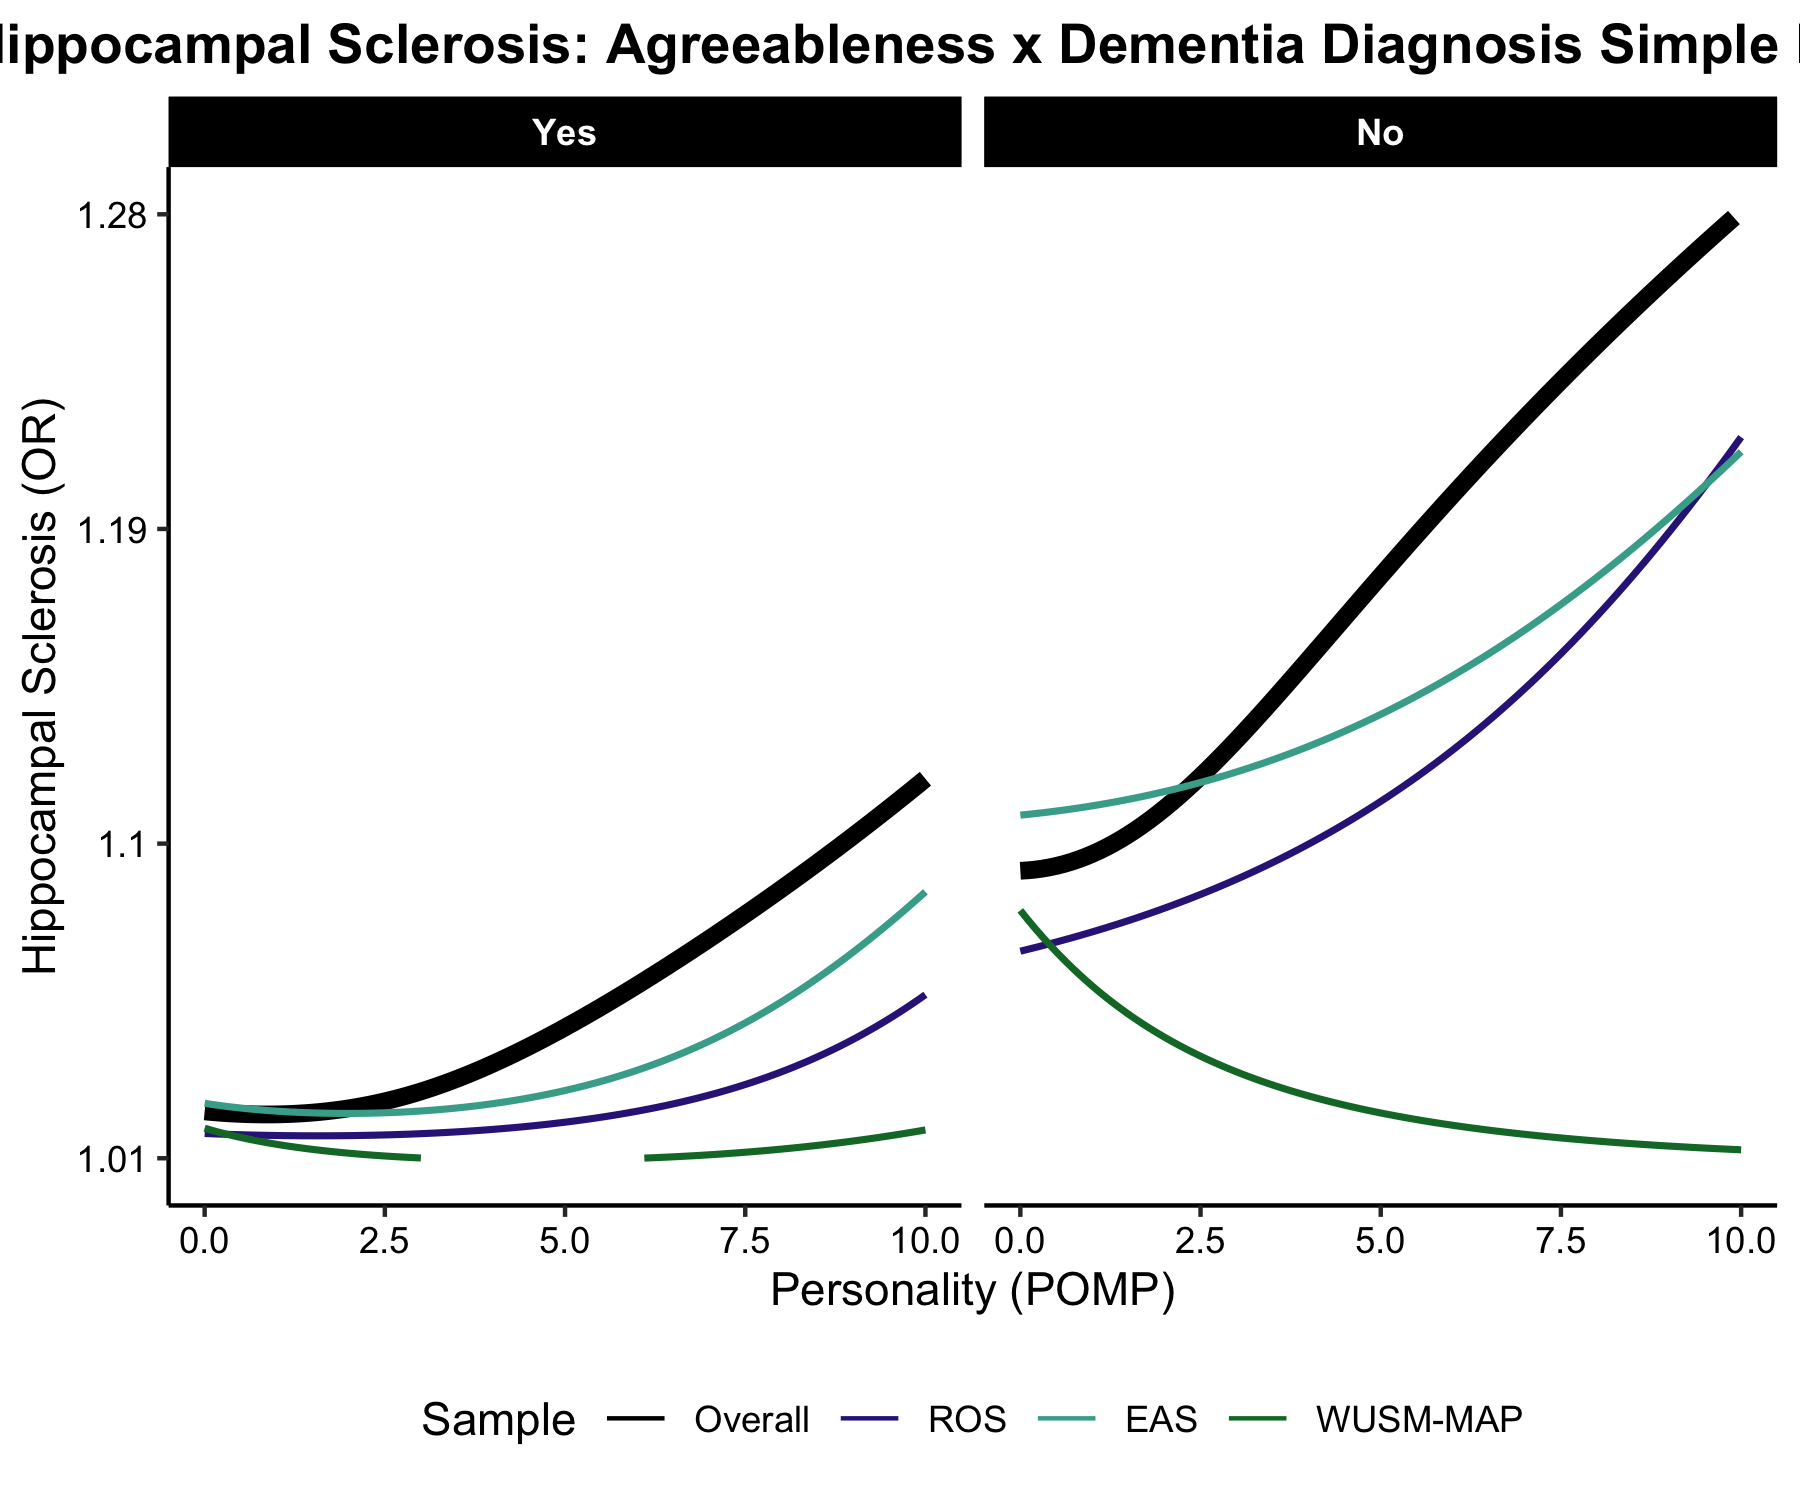 ippocampal Sclerosis: Agreeableness x Dementia Diagnosis Simple
Yes
No
Hippocampal Sclerosis (OR)
1.28
1.19
1.1
1.01
0.0 2.5 5.0 7.5 10.0
0.0 2.5 5.0 7.5 10.0
Personality (POMP)
Sample Overall ROS EAS WUSM-MAP